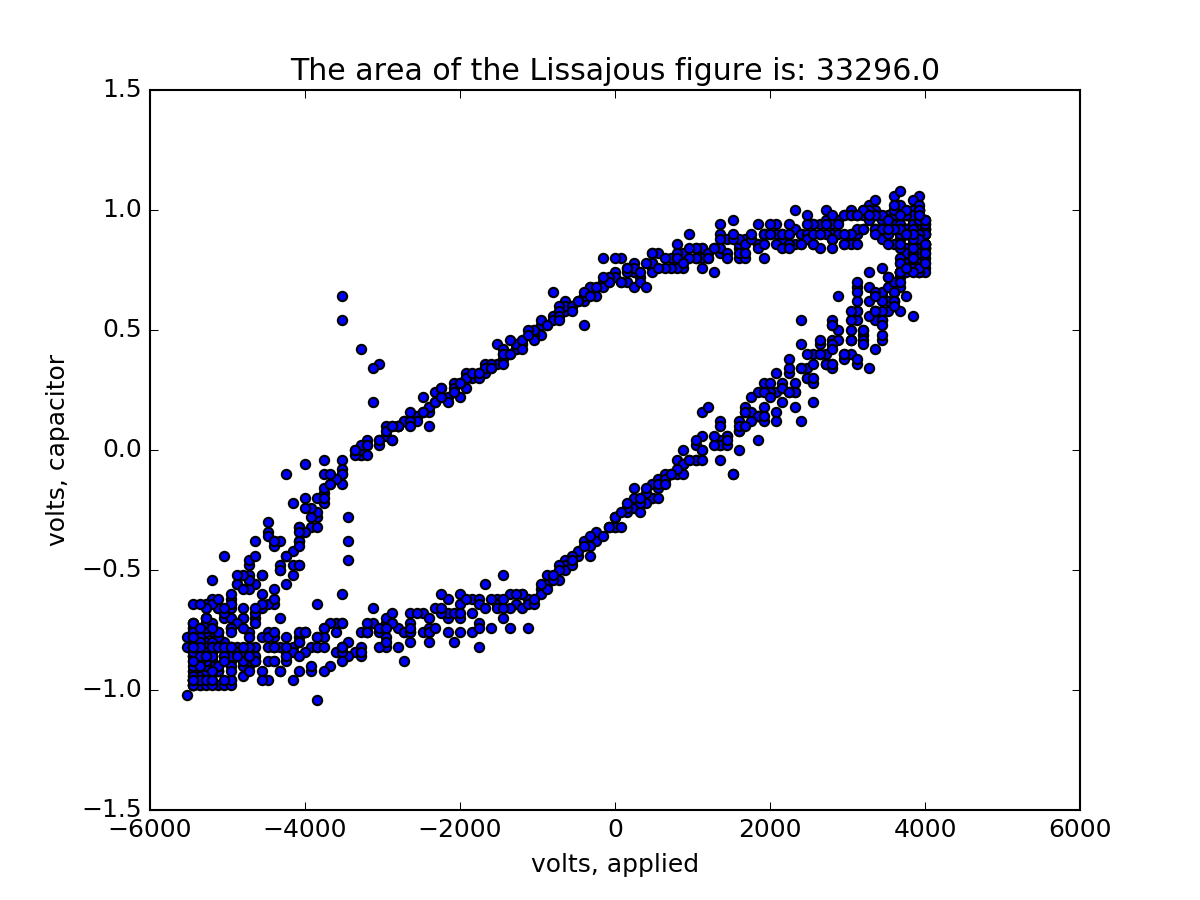 The area of the Lissajous figure is: 33296.0
1.5
1.0
0.5
0.0
−0.5
−1.0
−1.5
volts, capacitor
−6000 −4000 −2000 0 2000 4000 6000
volts, applied